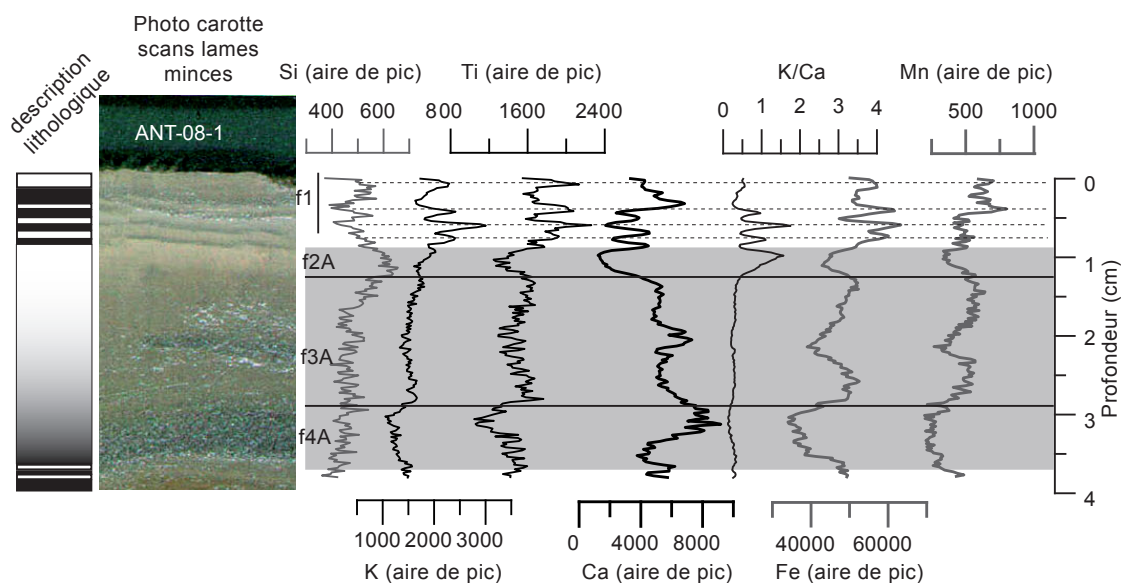 description
lithologique
Photo carotte
scans lames
minces
ANT-08-1
Si (aire de pic)
400 600
Ti (aire de pic)
800 1600 2400
K/Ca
0 1 2 3 4
Mn (aire de pic)
500 1000
f1
f2A
f3A
f4A
0
1
2
3
4
Profondeur (cm)
1000 2000 3000
K (aire de pic)
0 4000 8000
Ca (aire de pic)
40000 60000
Fe (aire de pic)